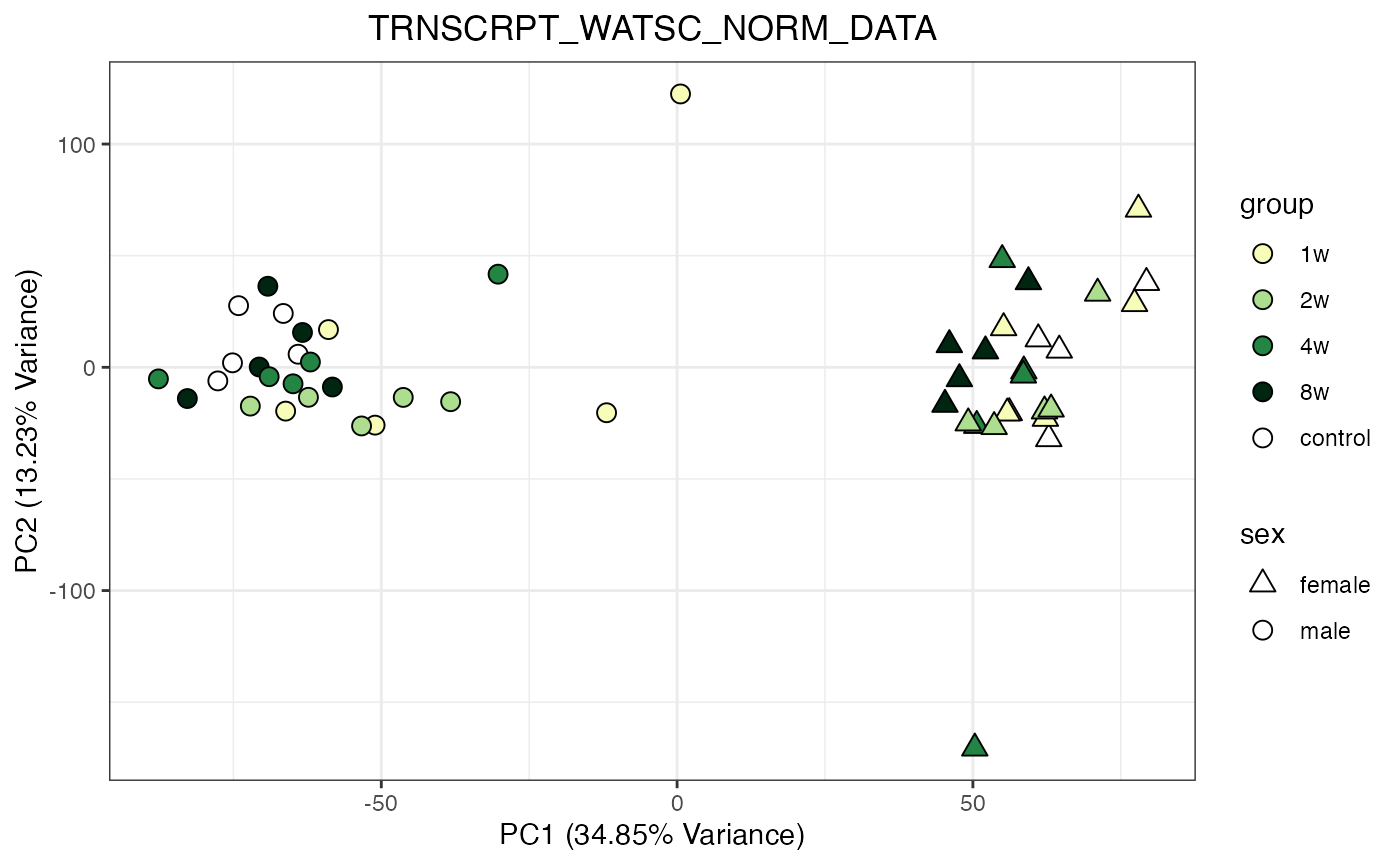 TRNSCRPT_WATSC_NORM_DATA
PC2 (13.23% Variance)
100
0
-100
-50
0
50
PC1 (34.85% Variance)
group
1w
2w
4w
8w
control
sex
female
male